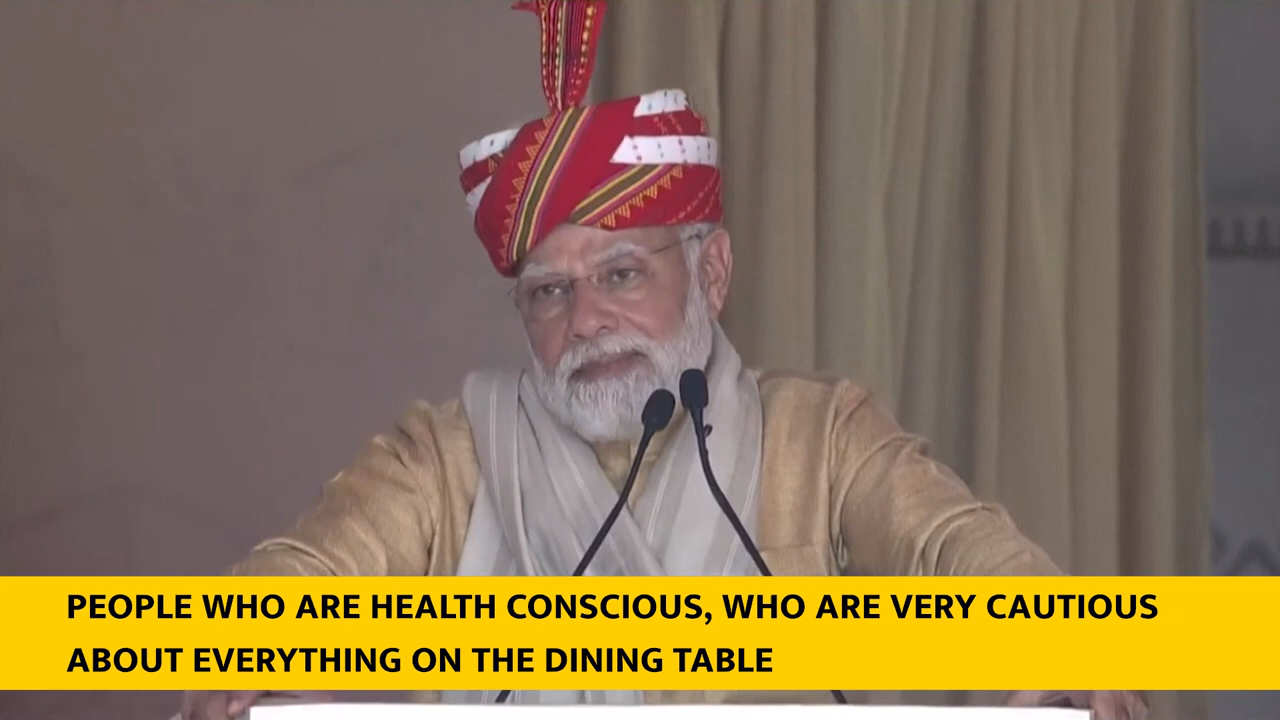 PEOPLE WHO ARE HEALTH CONSCIOUS, WHO ARE VERY CAUTIOUS
ABOUT EVERYTHING ON THE DINING TABLE